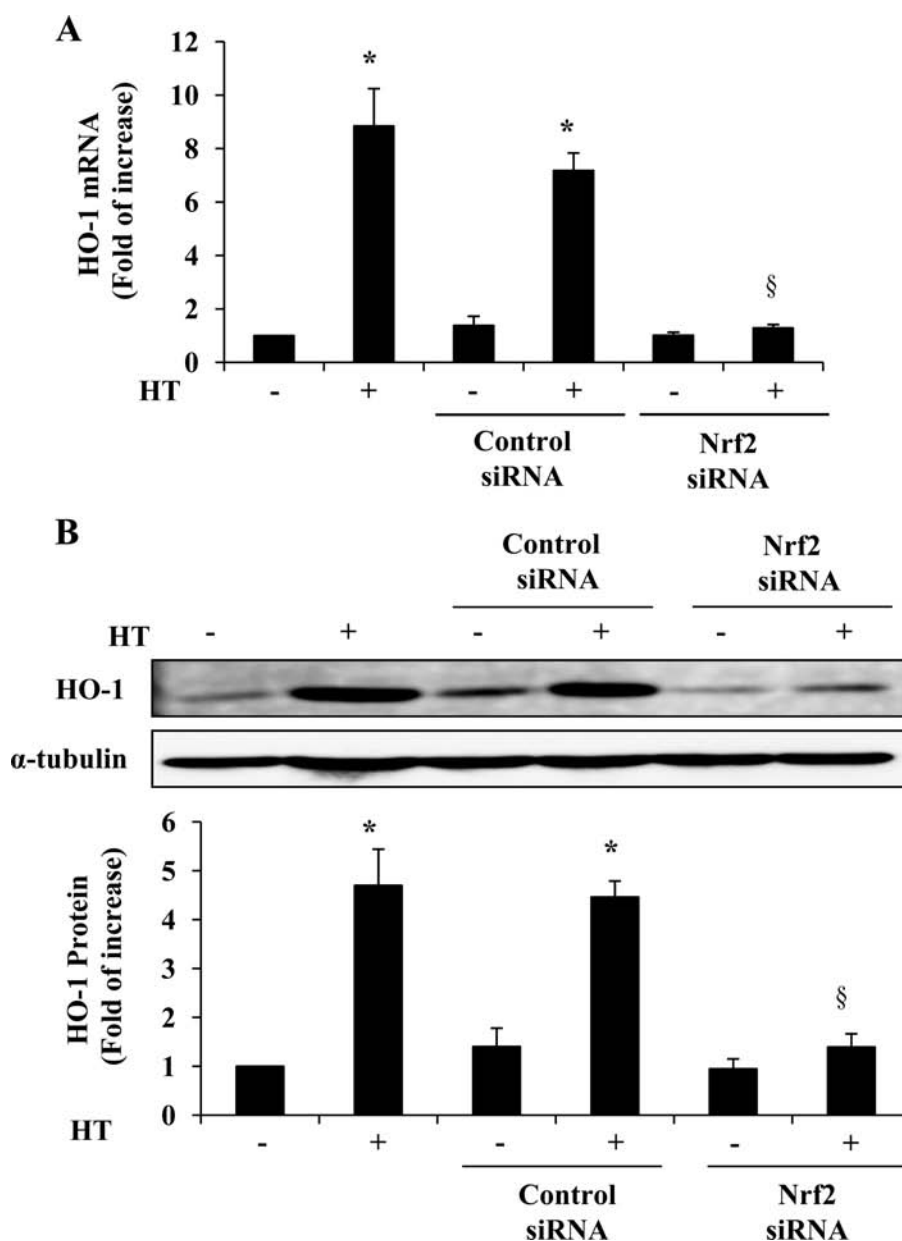 A
12
10
8
6
4
2
0
HO-1 mRNA
(Fold of increase)
*
*
§
HT - + - + - +
Control
siRNA
Nrf2
siRNA
B
Control
siRNA
Nrf2
siRNA
HT - + - + - +
HO-1
α-tubulin
6
5
4
3
2
1
0
HO-1 Protein
(Fold of increase)
*
*
§
HT - + - + - +
Control
siRNA
Nrf2
siRNA